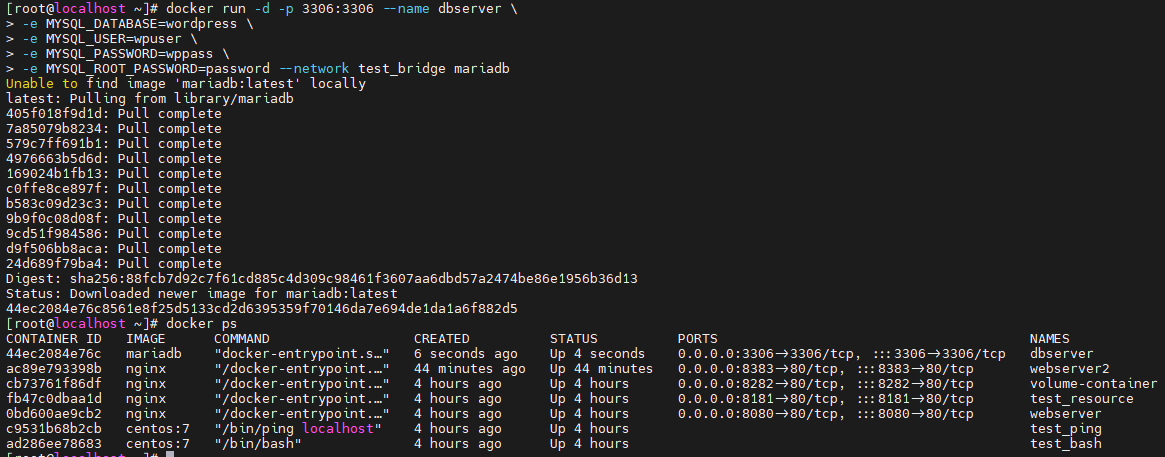 [root@localhost ~]# docker run -d -p 3306:3306 --name dbserver \
> -e MYSQL_DATABASE=wordpress \
> -e MYSQL_USER=wpuser \
> -e MYSQL_PASSWORD=wppass \
> -e MYSQL_ROOT_PASSWORD=password --network test_bridge mariadb
Unable to find image 'mariadb:latest' locally
latest: Pulling from library/mariadb
405f018f9d1d: Pull complete
7a85079b8234: Pull complete
579c7ff691b1: Pull complete
4976663b5d6d: Pull complete
169024b1fb13: Pull complete
c0ffe8ce897f: Pull complete
b583c09d23c3: Pull complete
9b9f0c08d08f: Pull complete
9cd51f984586: Pull complete
d9f506bb8aca: Pull complete
24d689f79ba4: Pull complete
Digest: sha256:88fcb7d92c7f61cd885c4d309c98461f3607aa6dbd57a2474be86e1956b36d13
Status: Downloaded newer image for mariadb:latest
44ec2084e76c8561e8f25d5133cd2d6395359f70146da7e694de1da1a6f882d5
[root@localhost ~]# docker ps
CONTAINER ID IMAGE COMMAND CREATED STATUS PORTS NAMES
44ec2084e76c mariadb "docker-entrypoint.s…" 6 seconds ago Up 4 seconds 0.0.0.0:3306->3306/tcp, :::3306->3306/tcp dbserver
ac89e793398b nginx "/docker-entrypoint.…" 44 minutes ago Up 44 minutes 0.0.0.0:8383->80/tcp, :::8383->80/tcp webserver2
cb73761f86df nginx "/docker-entrypoint.…" 4 hours ago Up 4 hours 0.0.0.0:8282->80/tcp, :::8282->80/tcp volume-container
fb47c0dbaa1d nginx "/docker-entrypoint.…" 4 hours ago Up 4 hours 0.0.0.0:8181->80/tcp, :::8181->80/tcp test_resource
0bd600ae9cb2 nginx "/docker-entrypoint.…" 4 hours ago Up 4 hours 0.0.0.0:8080->80/tcp, :::8080->80/tcp webserver
c9531b68b2cb centos:7 "/bin/ping localhost" 4 hours ago Up 4 hours test_ping
ad286ee78683 centos:7 "/bin/bash" 4 hours ago Up 4 hours test_bash
[root@localhost ~]#